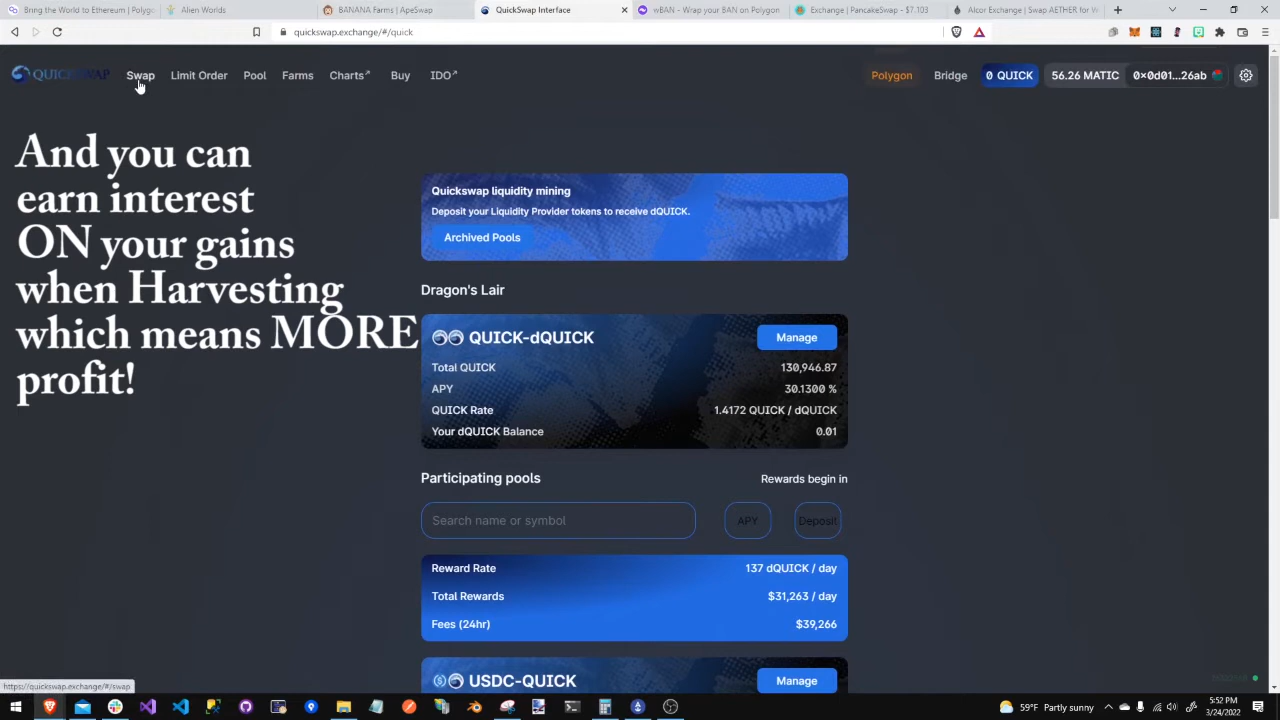 Bring the World to Ethereum | Polyg
Alien Worlds
BANANA Farms | ApeSwap
QuickSwap Interface
wBAN - Wrap your BAN on Polygon
Exchange | PancakeSwap - $7.103
Alcor Exchange | Swap AETHER for W
quickswap.exchange/#/quick
QUICKSWAP
Swap
Limit Order
Pool
Farms
Charts↗
Buy
IDO↗
Polygon
Bridge
0 QUICK
56.26 MATIC
0x0d01...26ab
And you can
earn interest
ON your gains
when Harvesting
which means MORE
profit!
Quickswap liquidity mining
Deposit your Liquidity Provider tokens to receive dQUICK.
Archived Pools
Dragon's Lair
QUICK-dQUICK
Manage
Total QUICK
130,946.87
APY
30.1300 %
QUICK Rate
1.4172 QUICK / dQUICK
Your dQUICK Balance
0.01
Participating pools
Rewards begin in
Search name or symbol
APY
Deposit
Reward Rate
137 dQUICK / day
Total Rewards
$31,263 / day
Fees (24hr)
$39,266
USDC-QUICK
Manage
https://quickswap.exchange/#/swap
59°F Partly sunny
5:52 PM
3/24/2022